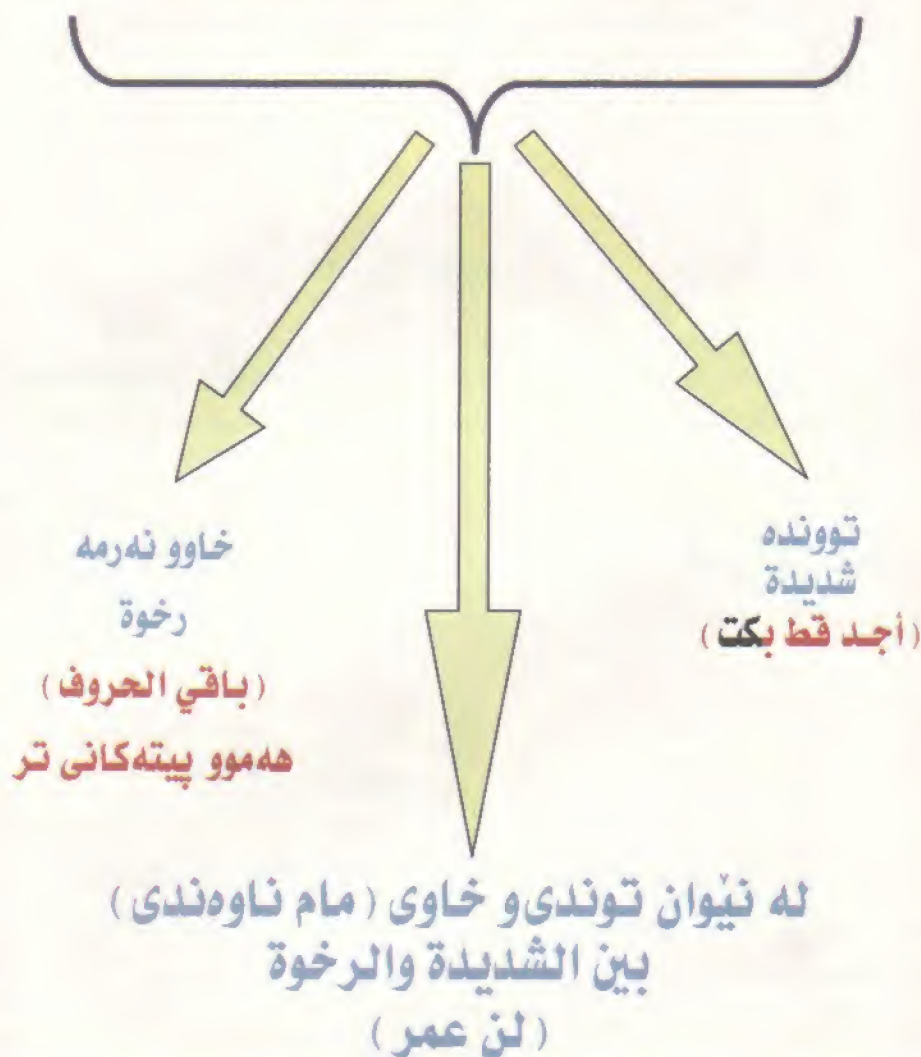 تووندە
شديدة
(أجد قط بكت)
خاوو نەرمە
رخوة
(باقي الحروف)
هەموو پیتەکانی تر
لە نێوان توندی و خاوی (مام ناوەندی)
بين الشديدة والرخوة
(لن عمر)